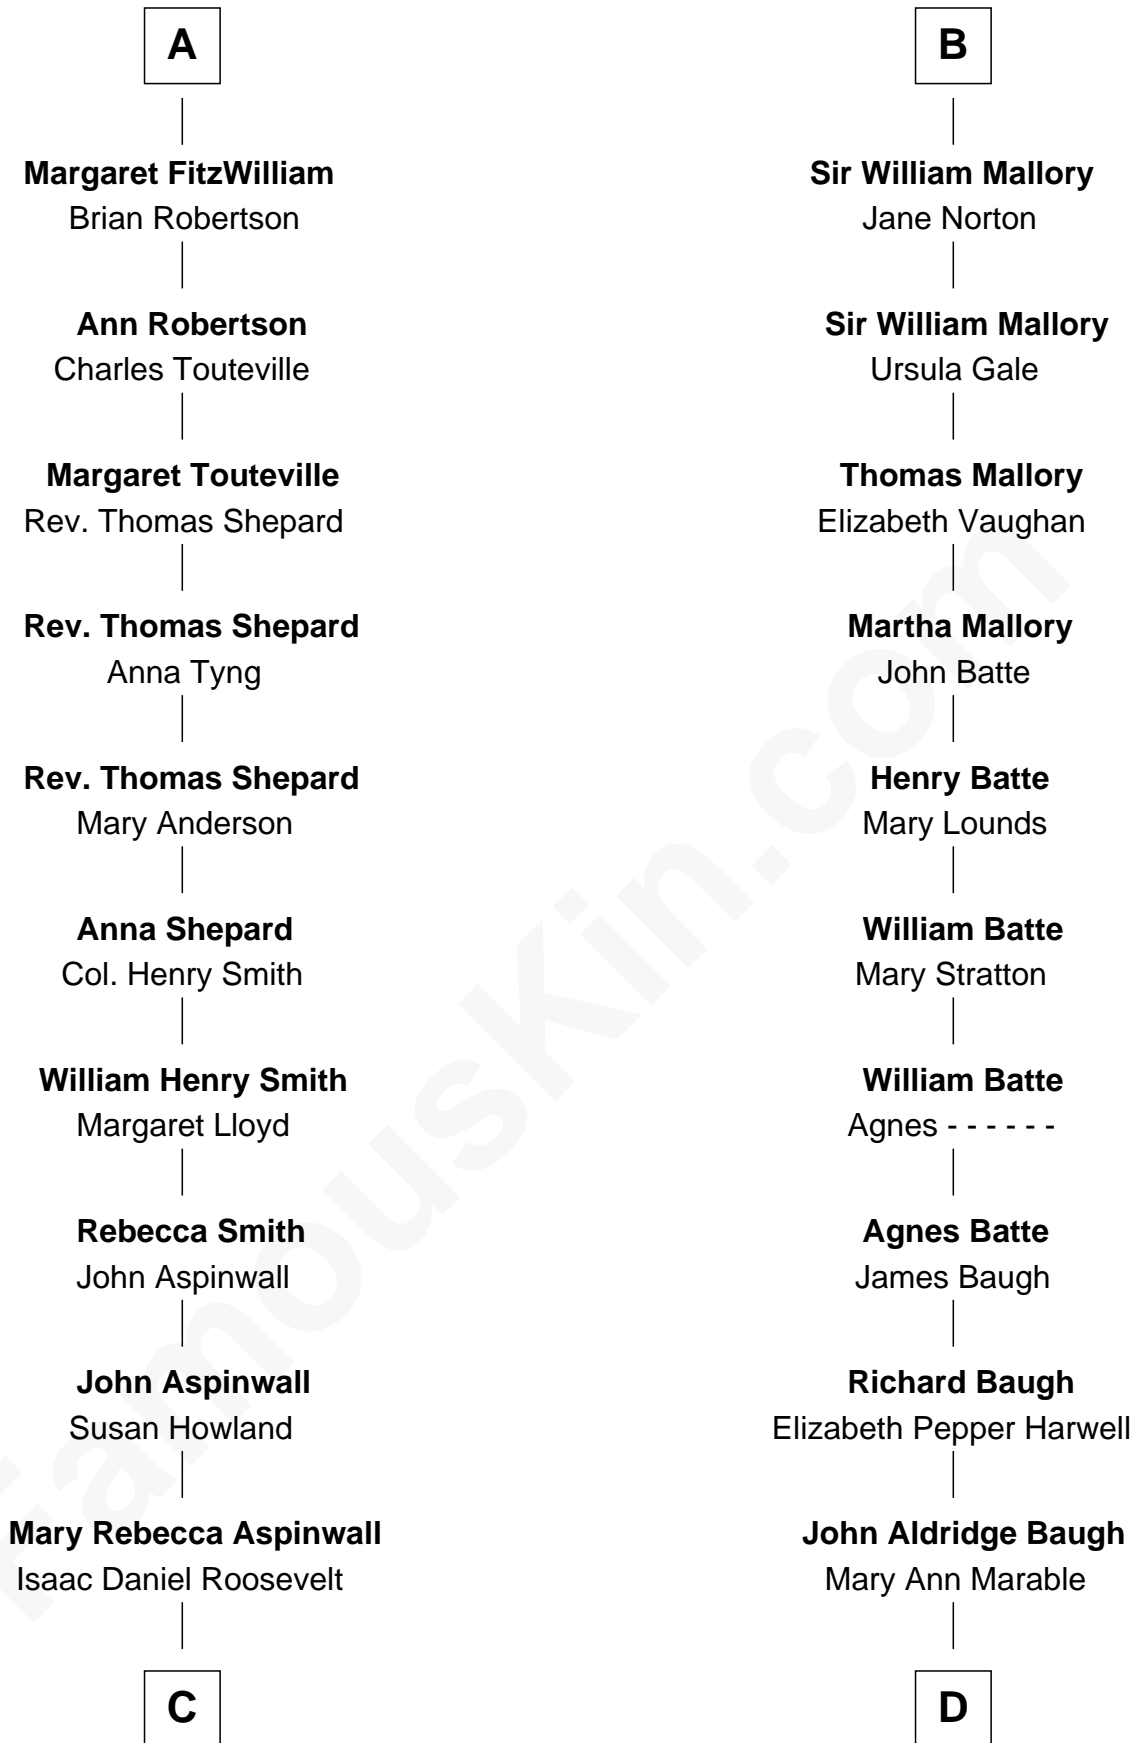 A
Margaret FitzWilliam
Brian Robertson
Ann Robertson
Charles Touteville
Margaret Touteville
Rev. Thomas Shepard
Rev. Thomas Shepard
Anna Tyng
Rev. Thomas Shepard
Mary Anderson
Anna Shepard
Col. Henry Smith
William Henry Smith
Margaret Lloyd
Rebecca Smith
John Aspinwall
John Aspinwall
Susan Howland
Mary Rebecca Aspinwall
Isaac Daniel Roosevelt
C
B
Sir William Mallory
Jane Norton
Sir William Mallory
Ursula Gale
Thomas Mallory
Elizabeth Vaughan
Martha Mallory
John Batte
Henry Batte
Mary Lounds
William Batte
Mary Stratton
William Batte
Agnes - - - - - -
Agnes Batte
James Baugh
Richard Baugh
Elizabeth Pepper Harwell
John Aldridge Baugh
Mary Ann Marable
D
FamousKin.com